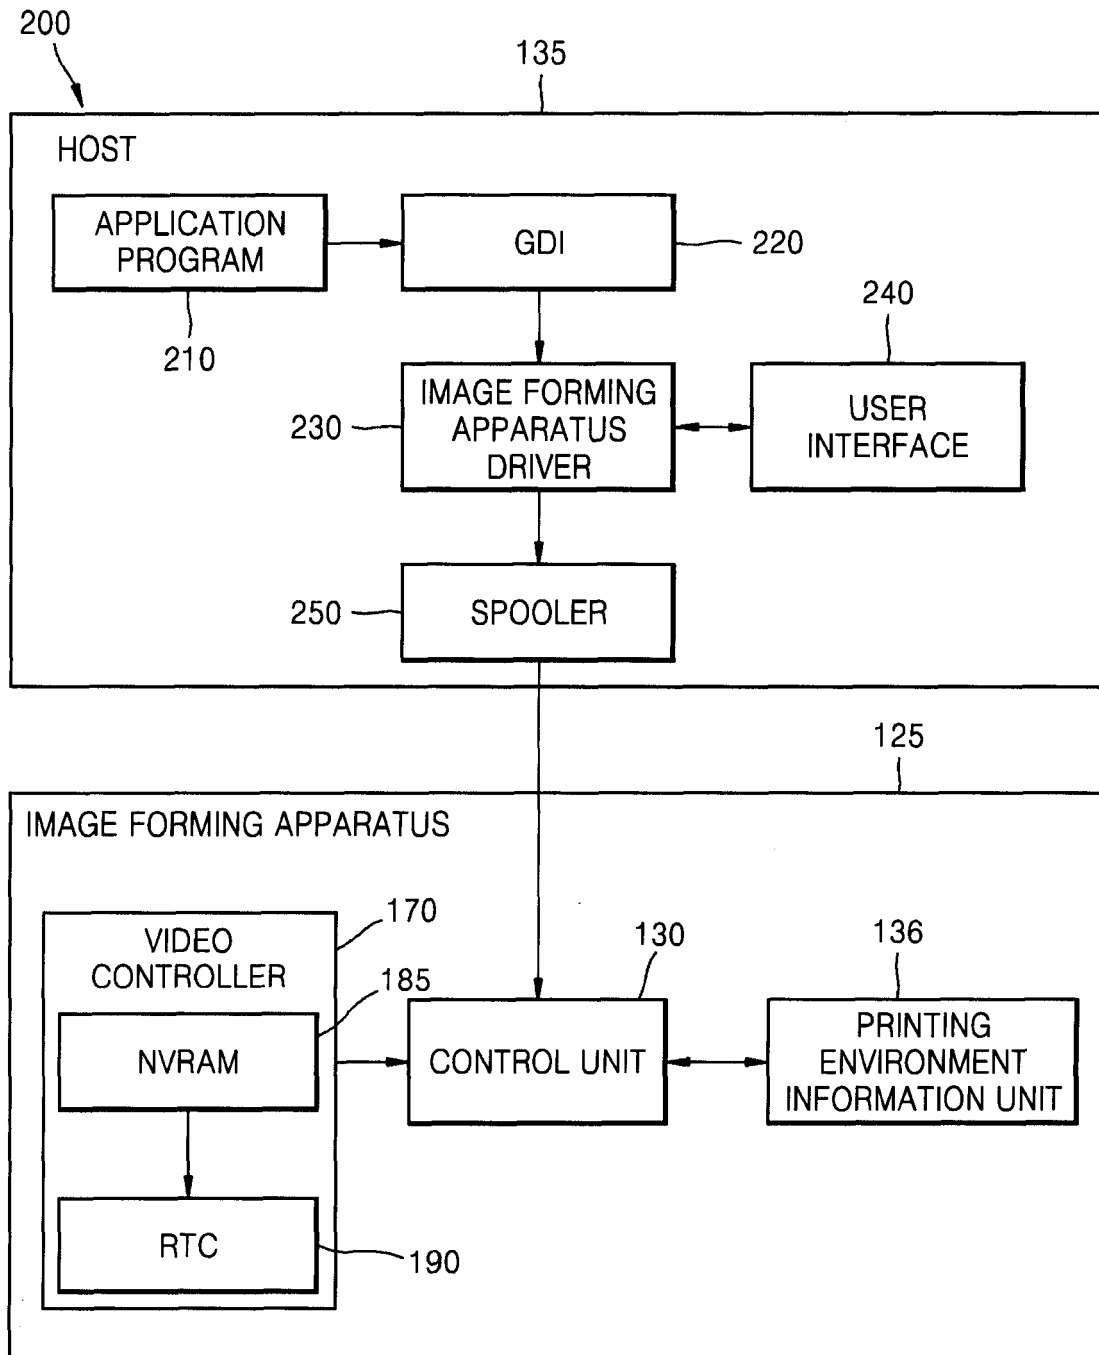 200
135
HOST
APPLICATION
PROGRAM
210
GDI
220
240
IMAGE FORMING
APPARATUS
DRIVER
230
USER
INTERFACE
SPOOLER
250
125
IMAGE FORMING APPARATUS
170
VIDEO
CONTROLLER
185
NVRAM
RTC
190
130
CONTROL UNIT
136
PRINTING
ENVIRONMENT
INFORMATION UNIT